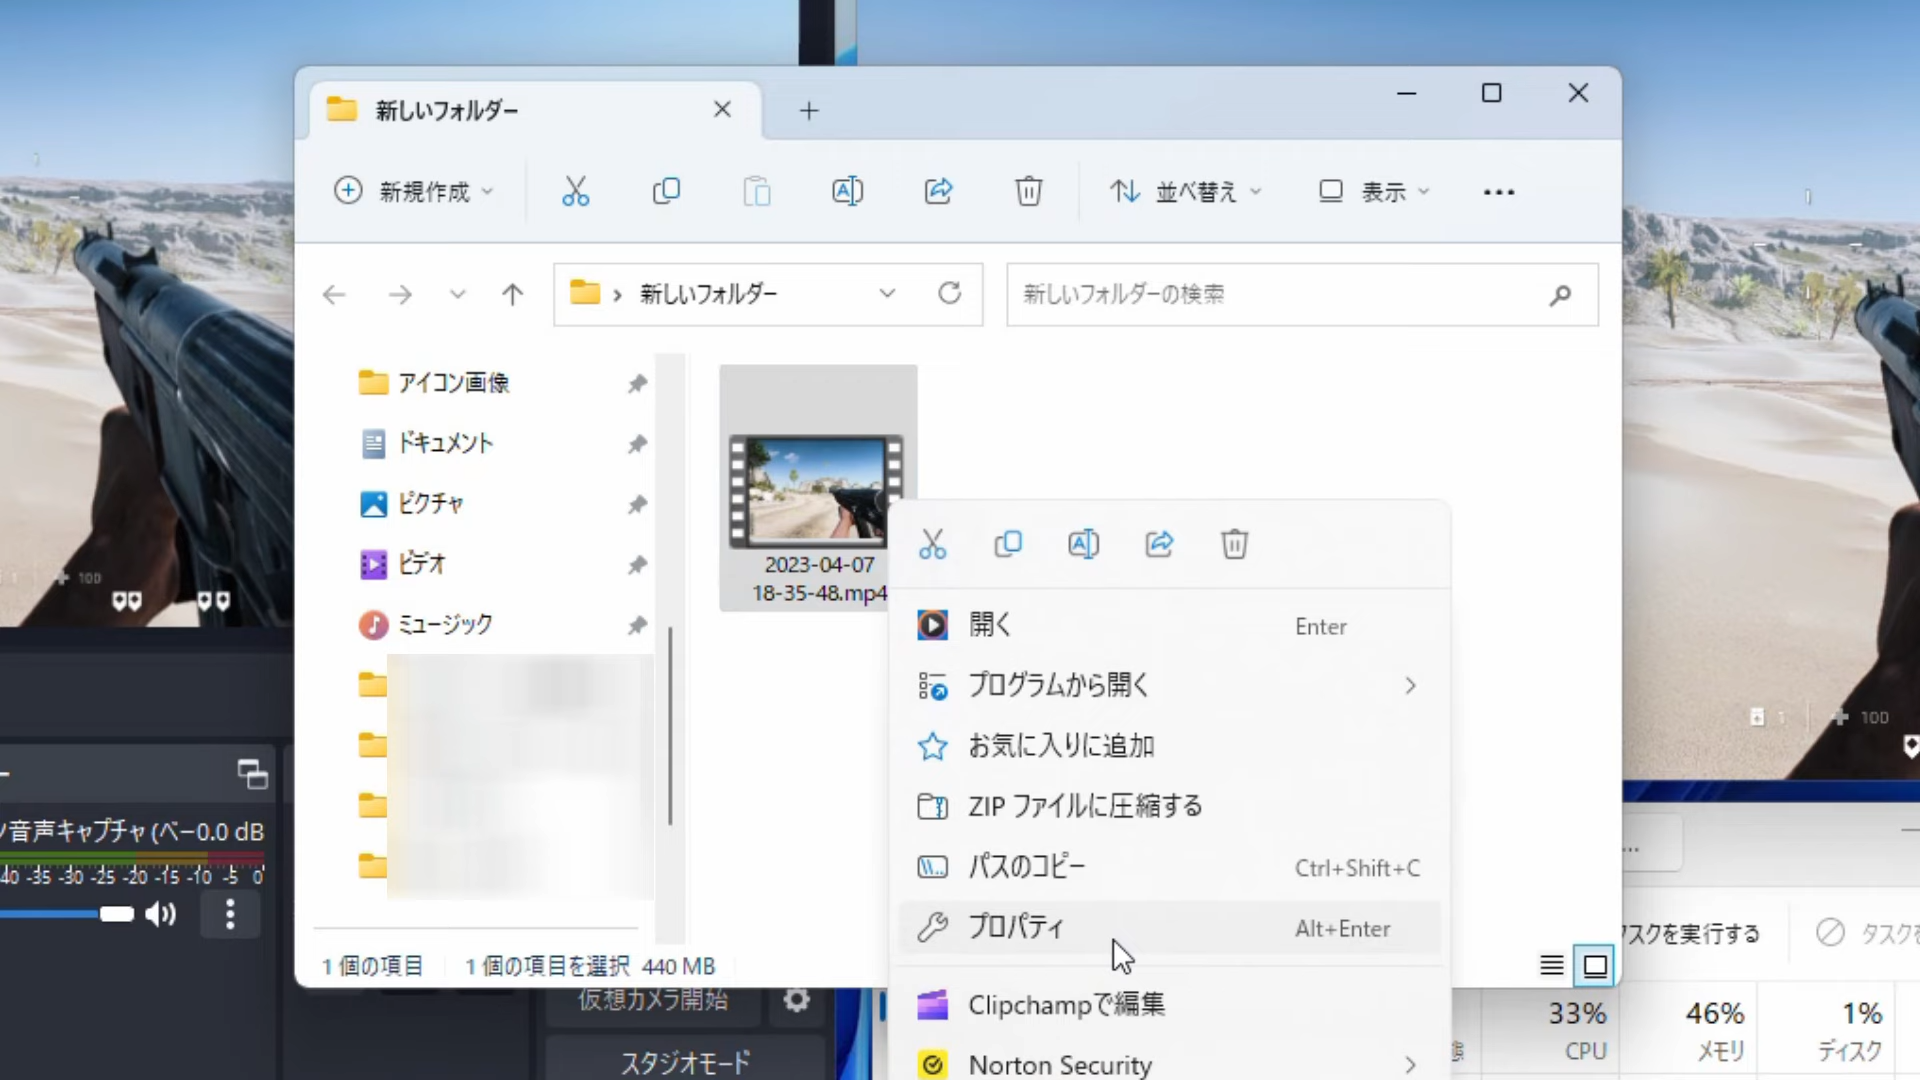 新しいフォルダー
新規作成
並べ替え
表示
新しいフォルダー
新しいフォルダーの検索
アイコン画像
ドキュメント
ピクチャ
ビデオ
ミュージック
2023-04-07
18-35-48.mp4
開く Enter
プログラムから開く
お気に入りに追加
ZIP ファイルに圧縮する
パスのコピー Ctrl+Shift+C
プロパティ Alt+Enter
Clipchampで編集
Norton Security
1 個の項目 1 個の項目を選択 440 MB
100
1 100
音声キャプチャ (ベー0.0 dB
40 -35 -30 -25 -20 -15 -10 -5 0
仮想カメラ開始
スタジオモード
スクを実行する タスクを
33% 46% 1%
CPU メモリ ディスク